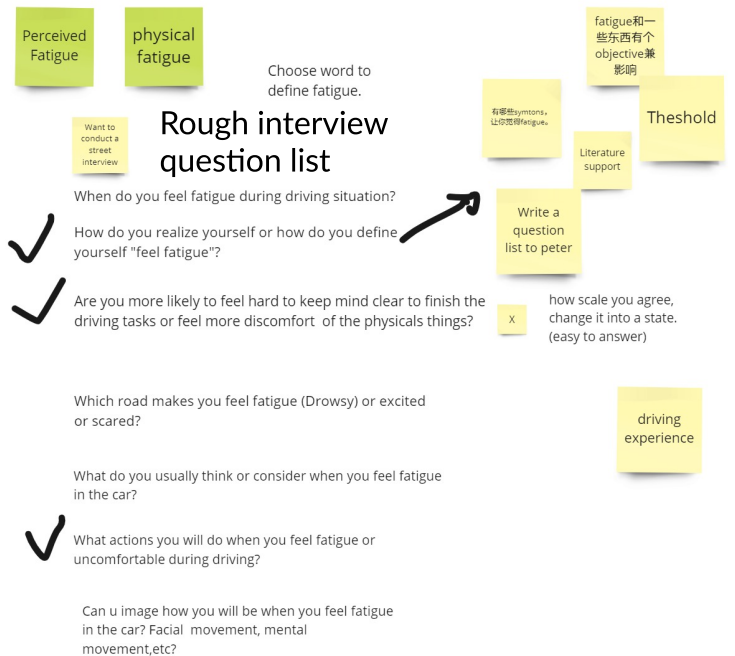 Perceived
Fatigue
physical
fatigue
Choose word to
define fatigue.
fatigue和一
些东西有个
objective兼
影响
Theshold
有哪些symtons，
让你觉得fatigue。
Literature
support
Want to
conduct a
street
interview
Rough interview
question list
When do you feel fatigue during driving situation?
How do you realize yourself or how do you define
yourself "feel fatigue"?
Write a
question
list to peter
Are you more likely to feel hard to keep mind clear to finish the
driving tasks or feel more discomfort of the physicals things?
X
how scale you agree,
change it into a state.
(easy to answer)
Which road makes you feel fatigue (Drowsy) or excited
or scared?
driving
experience
What do you usually think or consider when you feel fatigue
in the car?
What actions you will do when you feel fatigue or
uncomfortable during driving?
Can u image how you will be when you feel fatigue
in the car? Facial movement, mental
movement,etc?